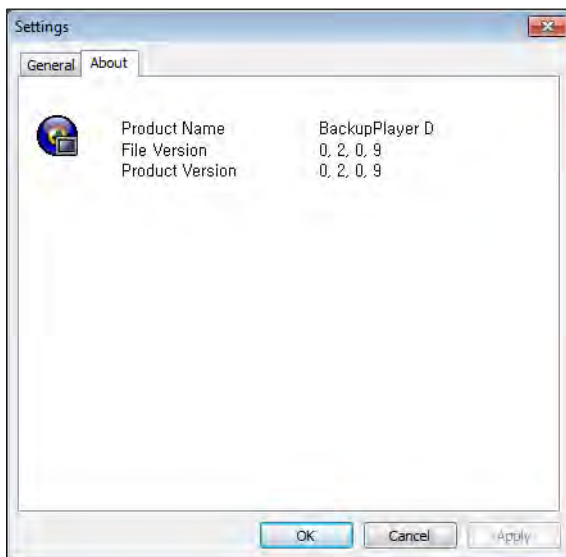 Settings
General About
Product Name BackupPlayer D
File Version 0, 2, 0, 9
Product Version 0, 2, 0, 9
OK Cancel Apply